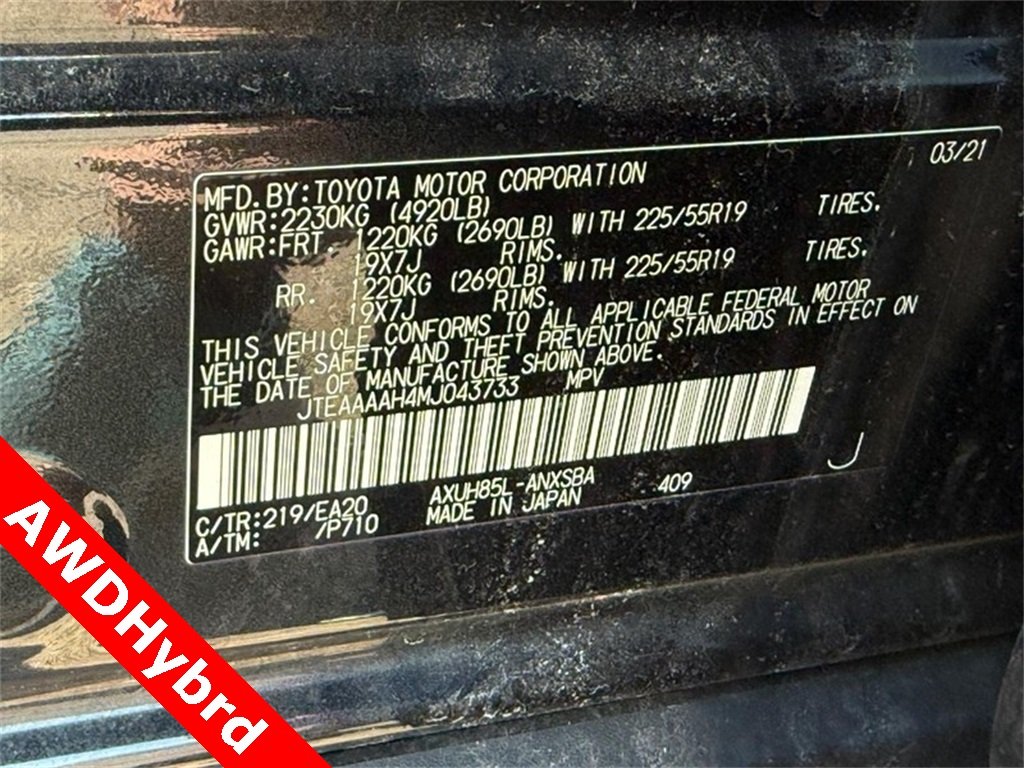 03/21
MFD. BY: TOYOTA MOTOR CORPORATION
GVWR: 2230KG (4920LB)
GAWR: FRT. 1220KG (2690LB) WITH 225/55R19 TIRES.
19X7J RIMS.
RR. 1220KG (2690LB) WITH 225/55R19 TIRES.
19X7J RIMS.
THIS VEHICLE CONFORMS TO ALL APPLICABLE FEDERAL MOTOR
VEHICLE SAFETY AND THEFT PREVENTION STANDARDS IN EFFECT ON
THE DATE OF MANUFACTURE SHOWN ABOVE.
JTEAAAAH4MJ043733 MPV
J
C/TR: 219/EA20 AXUH85L-ANXSBA 409
A/TM: /P710 MADE IN JAPAN
AWDHybrd